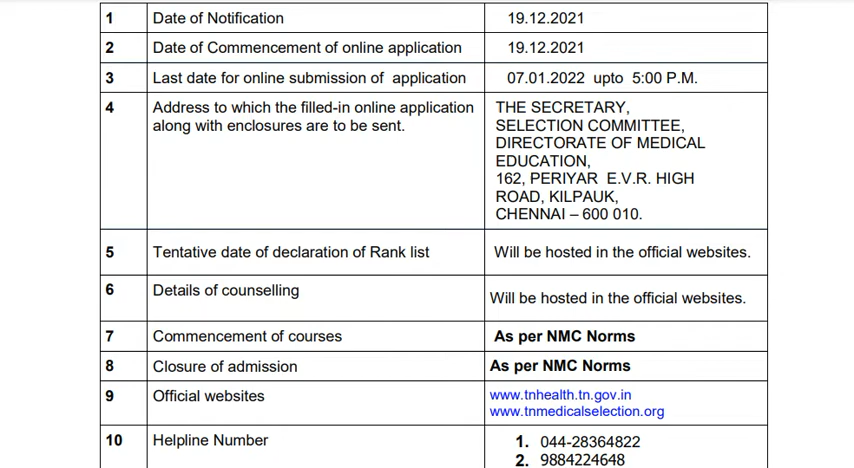 1 Date of Notification 19.12.2021
2 Date of Commencement of online application 19.12.2021
3 Last date for online submission of application 07.01.2022 upto 5:00 P.M.
4 Address to which the filled-in online application THE SECRETARY,
along with enclosures are to be sent. SELECTION COMMITTEE,
DIRECTORATE OF MEDICAL
EDUCATION,
162, PERIYAR E.V.R. HIGH
ROAD, KILPAUK,
CHENNAI – 600 010.
5 Tentative date of declaration of Rank list Will be hosted in the official websites.
6 Details of counselling Will be hosted in the official websites.
7 Commencement of courses As per NMC Norms
8 Closure of admission As per NMC Norms
9 Official websites www.tnhealth.tn.gov.in
www.tnmedicalselection.org
10 Helpline Number 1. 044-28364822
2. 9884224648